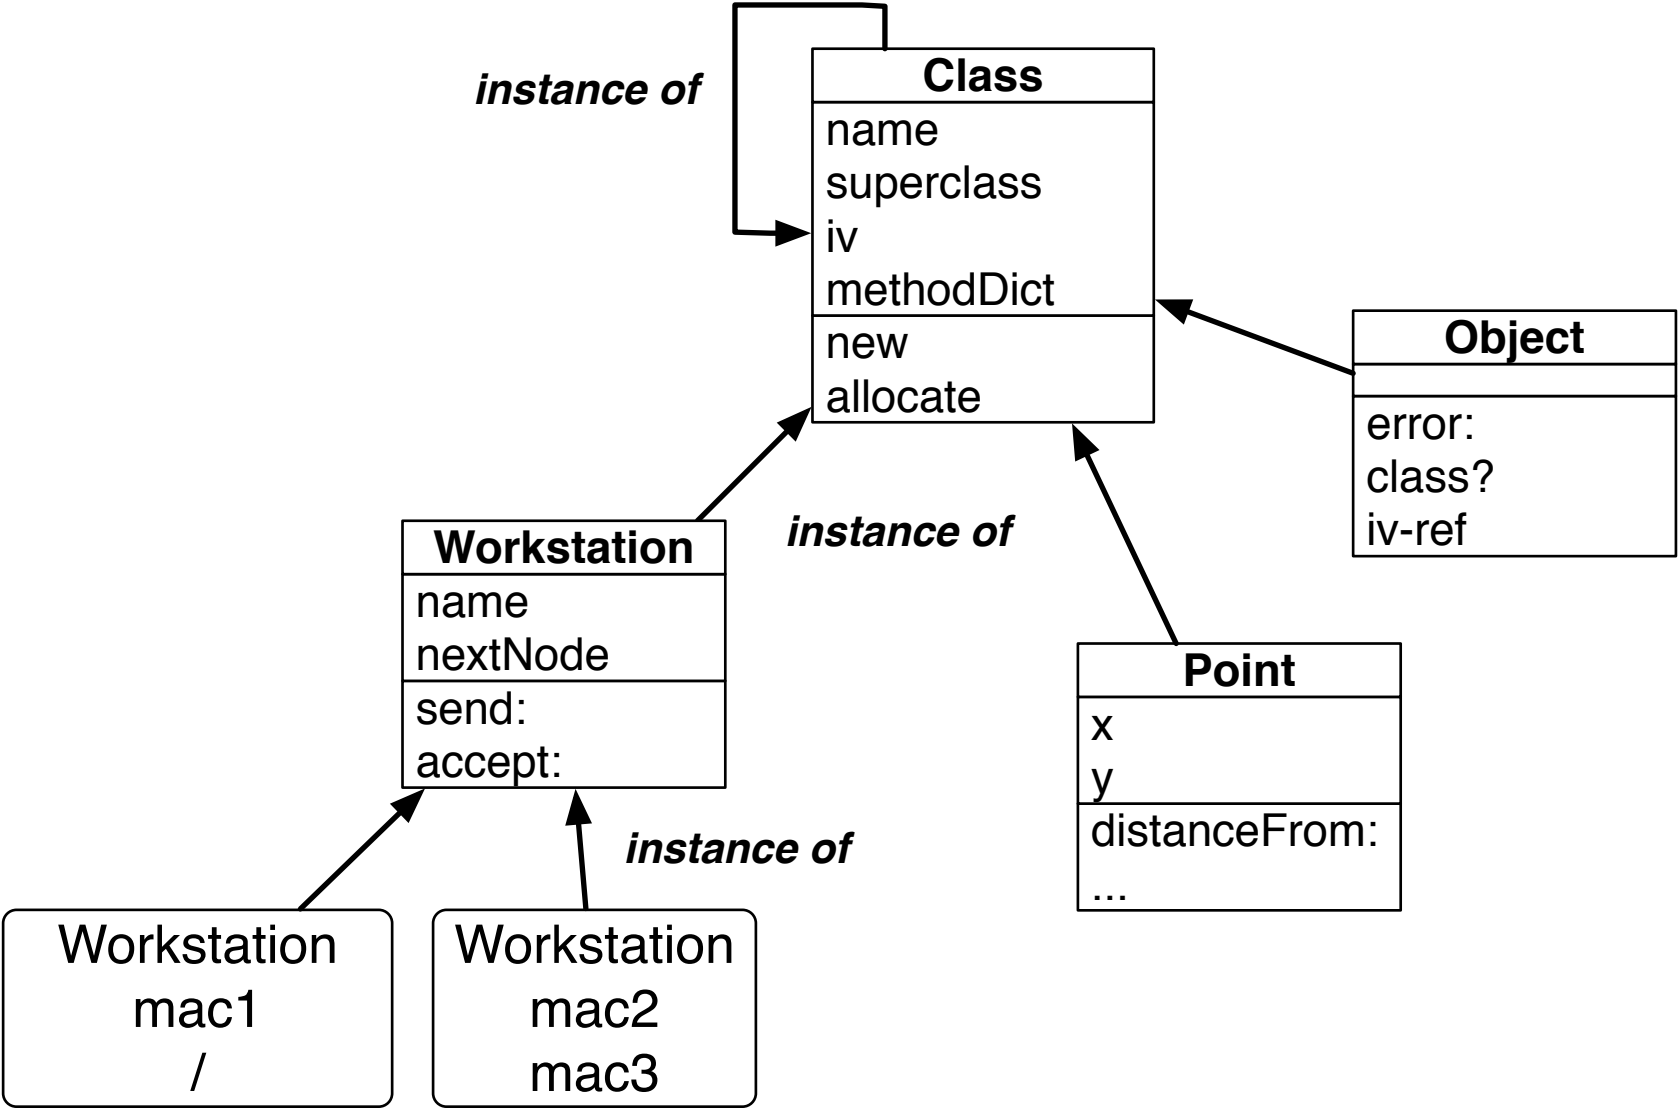 instance of
Class
name
superclass
iv
methodDict
new
allocate
Object
error:
class?
iv-ref
instance of
Workstation
name
nextNode
send:
accept:
Point
x
y
distanceFrom:
...
instance of
Workstation
mac1
/
Workstation
mac2
mac3